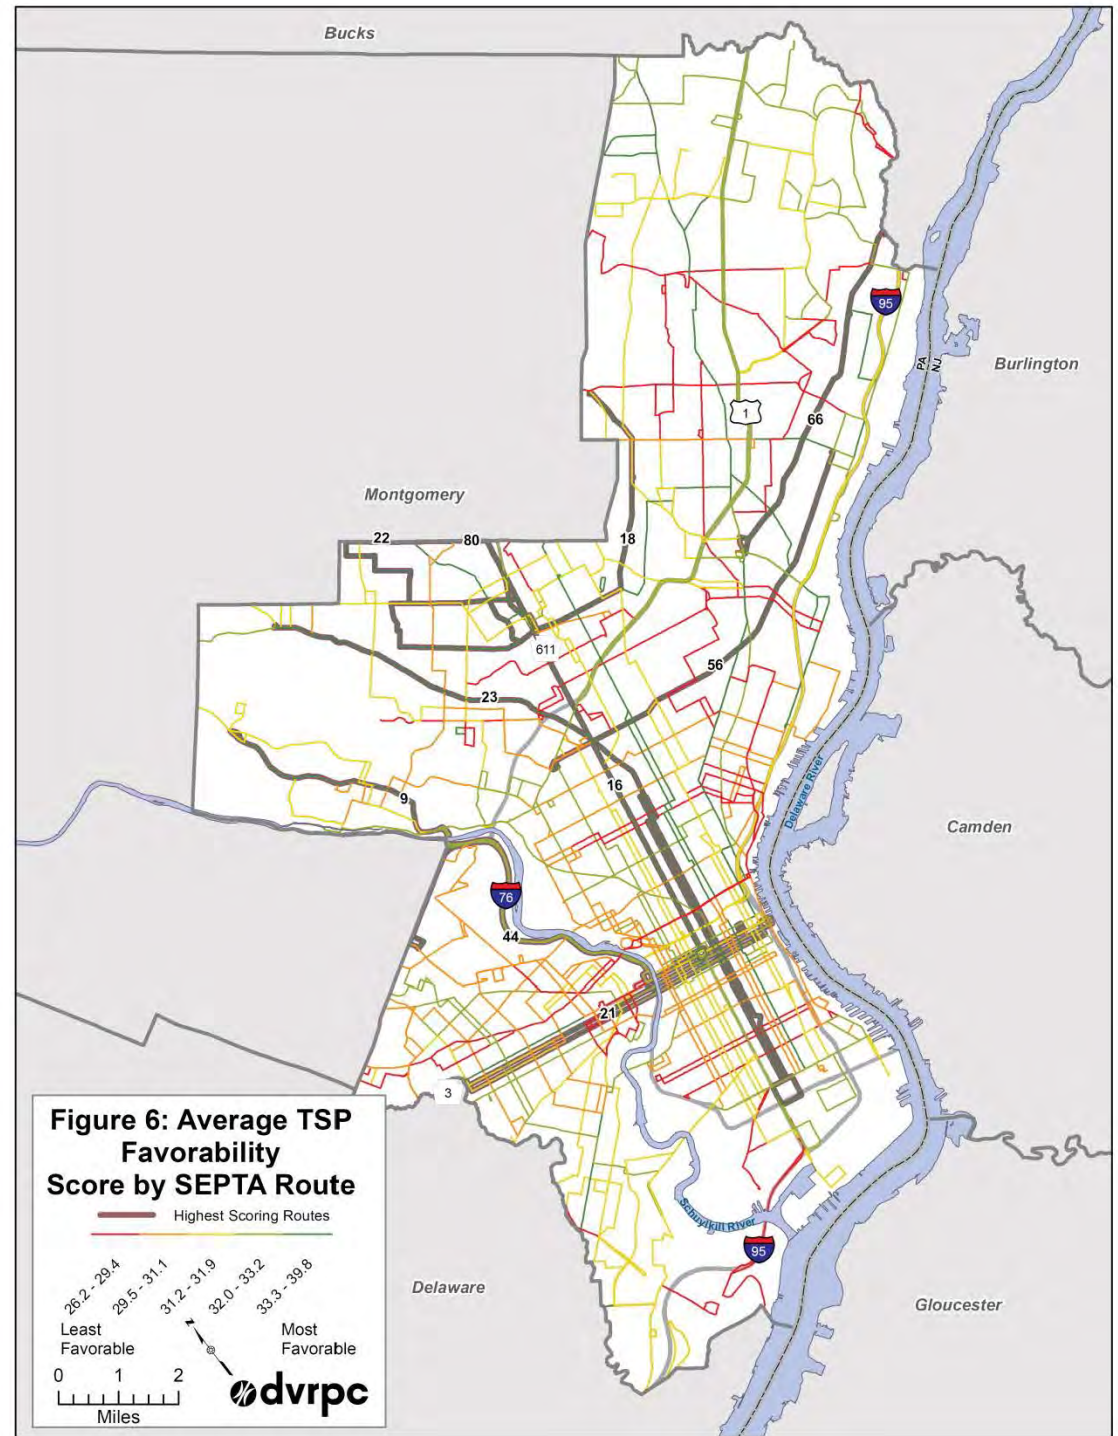 Bucks
95
PA
NJ
Burlington
1
66
Montgomery
22
80
18
611
56
23
16
9
Delaware River
Camden
76
44
21
3
Figure 6: Average TSP
Favorability
Score by SEPTA Route
Highest Scoring Routes
26.2 - 29.4
29.5 - 31.1
31.2 - 31.9
32.0 - 33.2
33.3 - 39.8
Least
Favorable
N
Most
Favorable
0 1 2
Miles
dvrpc
Schuylkill River
95
Delaware
Gloucester